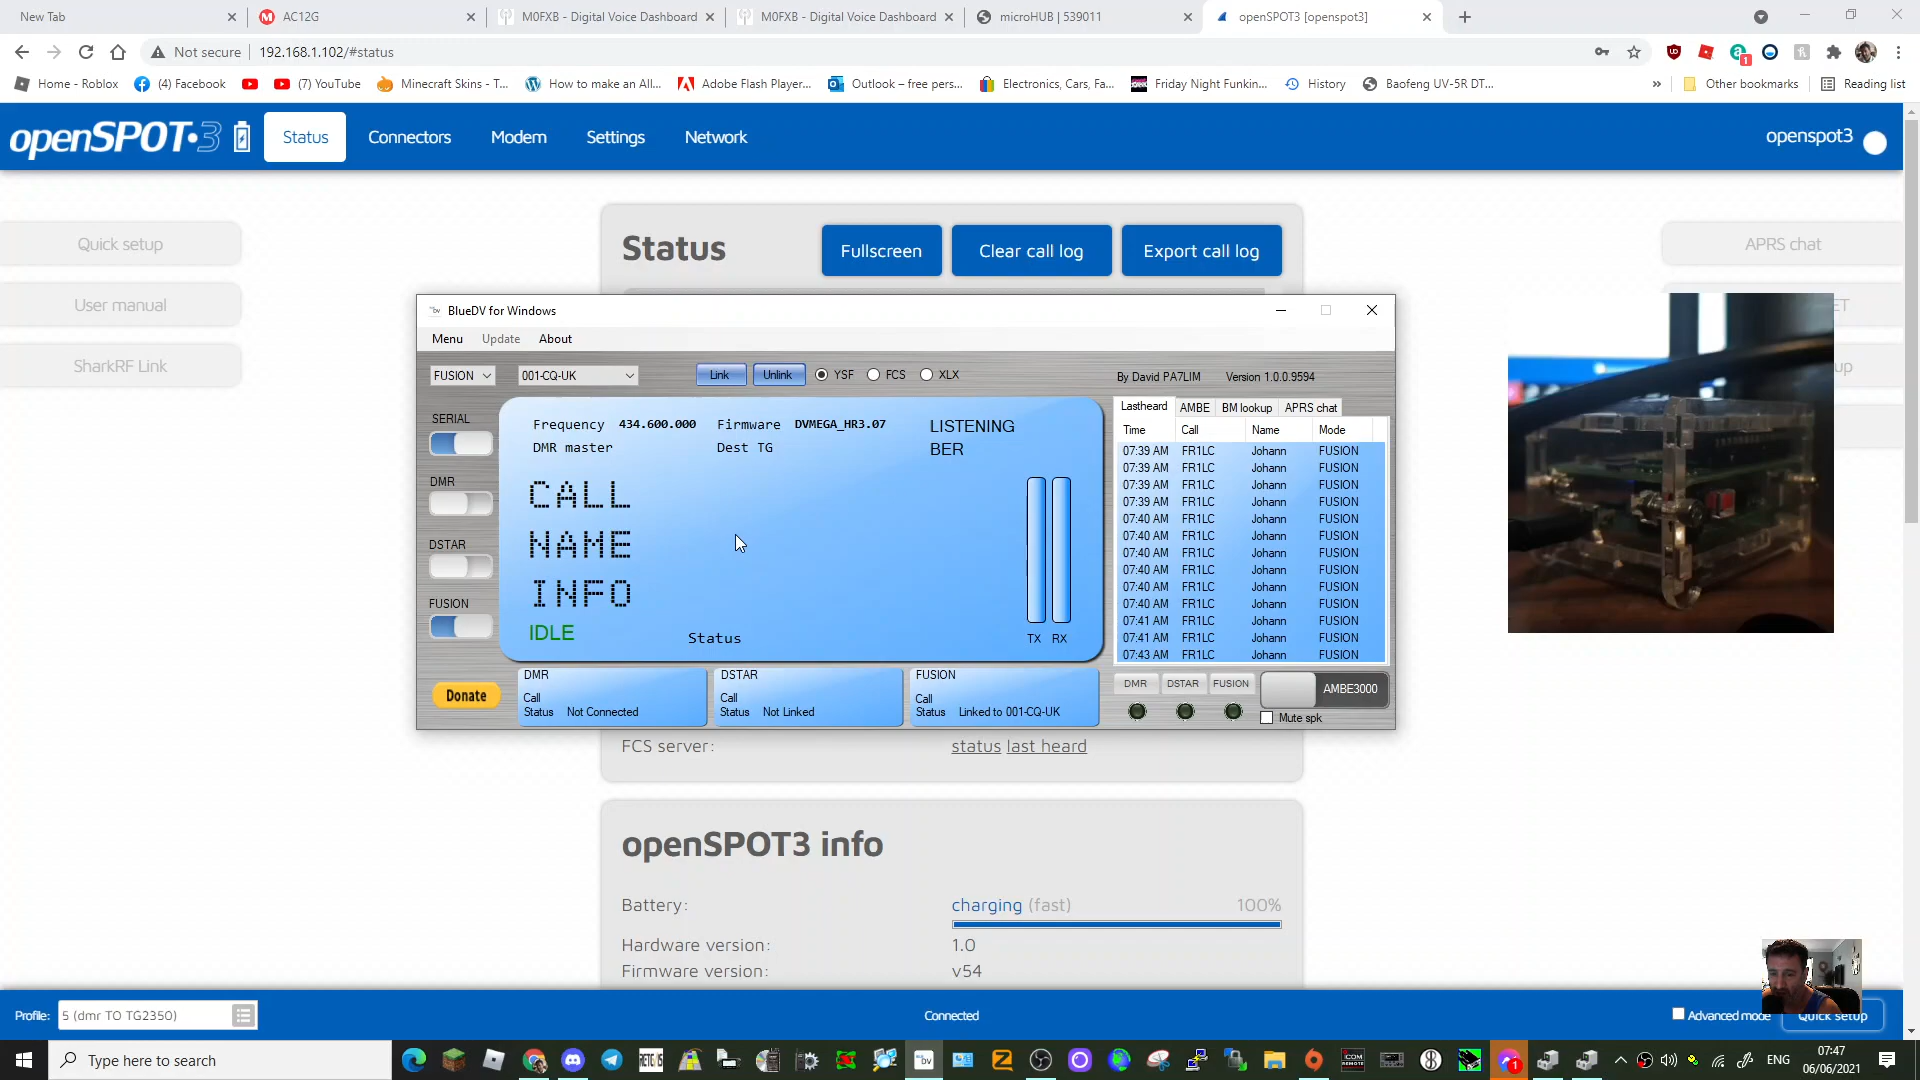 New Tab
AC12G
M0FXB - Digital Voice Dashboard
M0FXB - Digital Voice Dashboard
microHUB | 539011
openSPOT3 [openspot3]
Not secure
192.168.1.102/#status
Home - Roblox
(4) Facebook
(7) YouTube
Minecraft Skins - T...
How to make an All...
Adobe Flash Player...
Outlook – free pers...
Electronics, Cars, Fa...
Friday Night Funkin...
History
Baofeng UV-5R DT...
Other bookmarks
Reading list
openSPOT•3
Status
Connectors
Modem
Settings
Network
openspot3
Quick setup
User manual
SharkRF Link
APRS chat
Status
Fullscreen
Clear call log
Export call log
BlueDV for Windows
Menu
Update
About
FUSION
001-CQ-UK
Link
Unlink
YSF
FCS
XLX
By David PA7LIM
Version 1.0.0.9594
SERIAL
DMR
DSTAR
FUSION
Donate
Frequency 434.600.000 Firmware DVMEGA_HR3.07 LISTENING
DMR master Dest TG BER
CALL
NAME
INFO
IDLE
Status
TX RX
Lastheard AMBE BM lookup APRS chat
Time Call Name Mode
07:39 AM FR1LC Johann FUSION
07:39 AM FR1LC Johann FUSION
07:39 AM FR1LC Johann FUSION
07:39 AM FR1LC Johann FUSION
07:40 AM FR1LC Johann FUSION
07:40 AM FR1LC Johann FUSION
07:40 AM FR1LC Johann FUSION
07:40 AM FR1LC Johann FUSION
07:40 AM FR1LC Johann FUSION
07:40 AM FR1LC Johann FUSION
07:41 AM FR1LC Johann FUSION
07:41 AM FR1LC Johann FUSION
07:43 AM FR1LC Johann FUSION
DMR
Call
Status Not Connected
DSTAR
Call
Status Not Linked
FUSION
Call
Status Linked to 001-CQ-UK
DMR DSTAR FUSION
AMBE3000
Mute spk
FCS server: status last heard
openSPOT3 info
Battery: charging (fast) 100%
Hardware version: 1.0
Firmware version: v54
Profile: 5 (dmr TO TG2350)
Connected
Advanced mode
Quick setup
Type here to search
ENG
07:47
06/06/2021